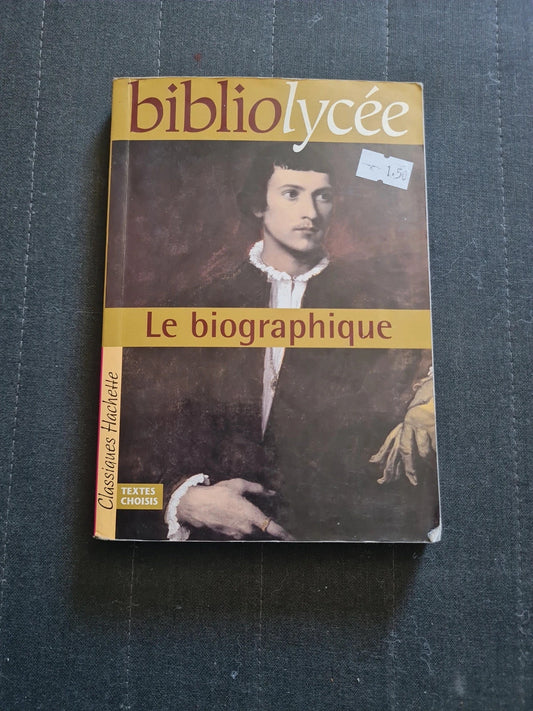 bibliolycée
1.50
Le biographique
Classiques Hachette
TEXTES
CHOISIS